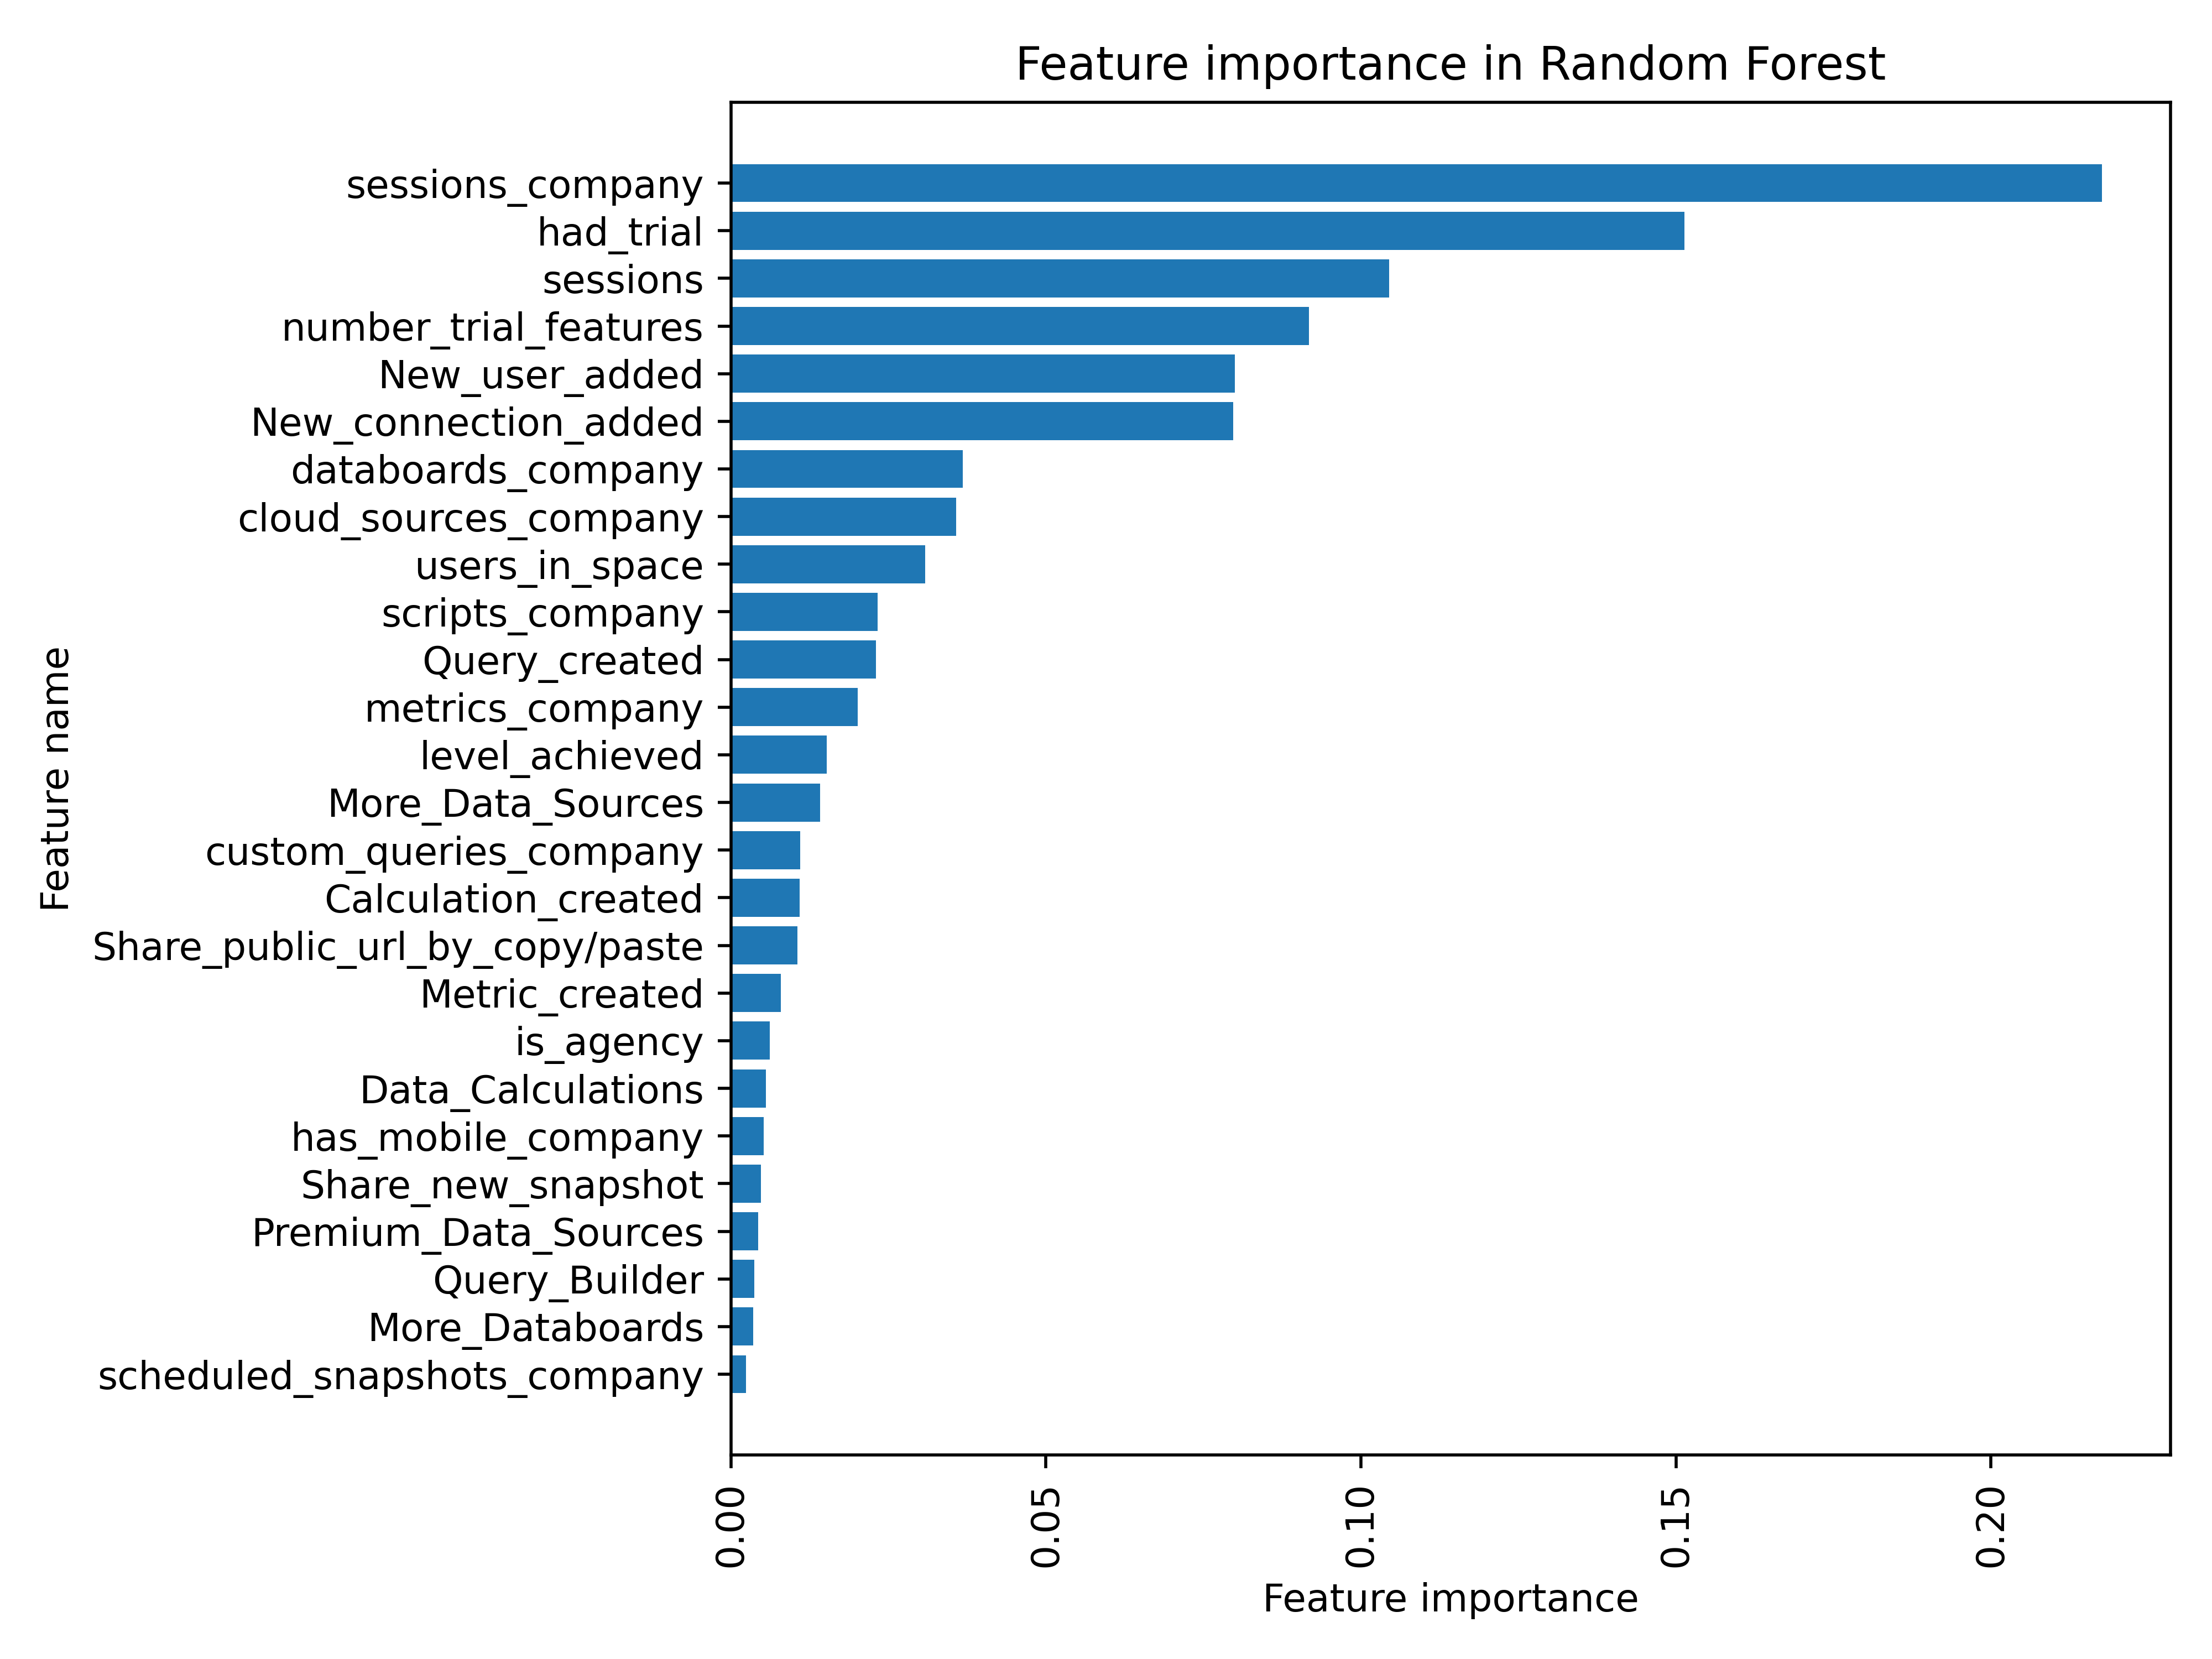 Feature importance in Random Forest
sessions_company
had_trial
sessions
number_trial_features
New_user_added
New_connection_added
databoards_company
cloud_sources_company
users_in_space
scripts_company
Query_created
metrics_company
level_achieved
More_Data_Sources
custom_queries_company
Calculation_created
Share_public_url_by_copy/paste
Metric_created
is_agency
Data_Calculations
has_mobile_company
Share_new_snapshot
Premium_Data_Sources
Query_Builder
More_Databoards
scheduled_snapshots_company
Feature name
0.00
0.05
0.10
0.15
0.20
Feature importance